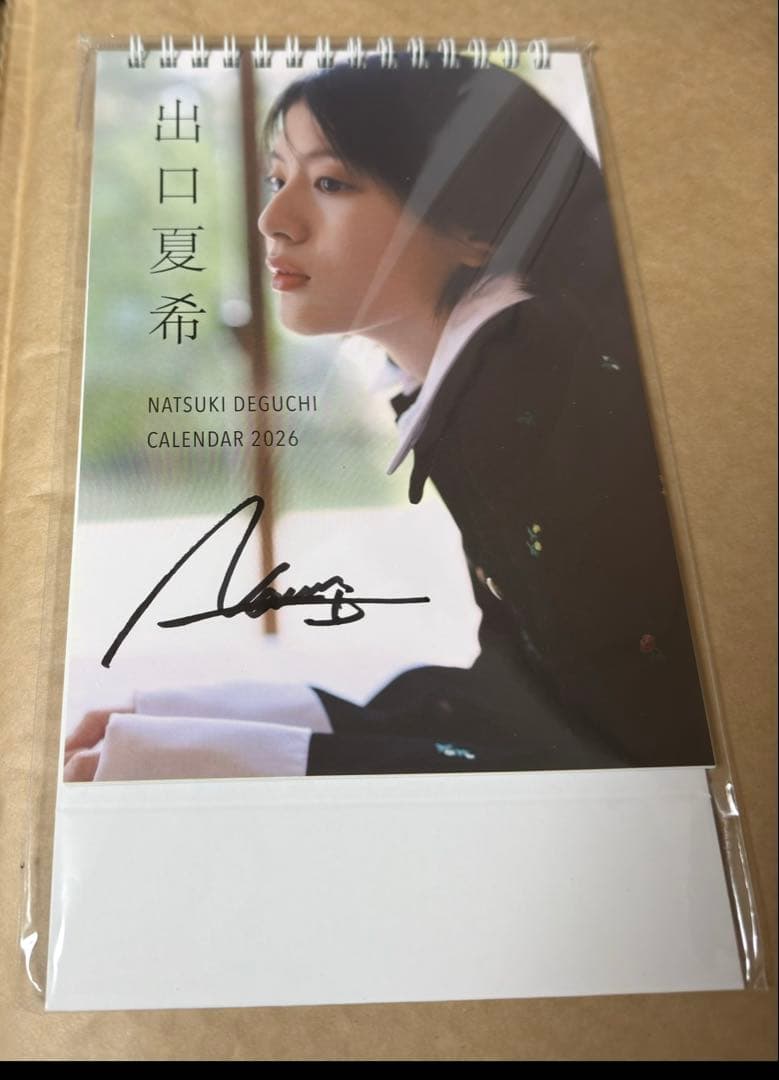 出口夏希
NATSUKI DEGUCHI
CALENDAR 2026